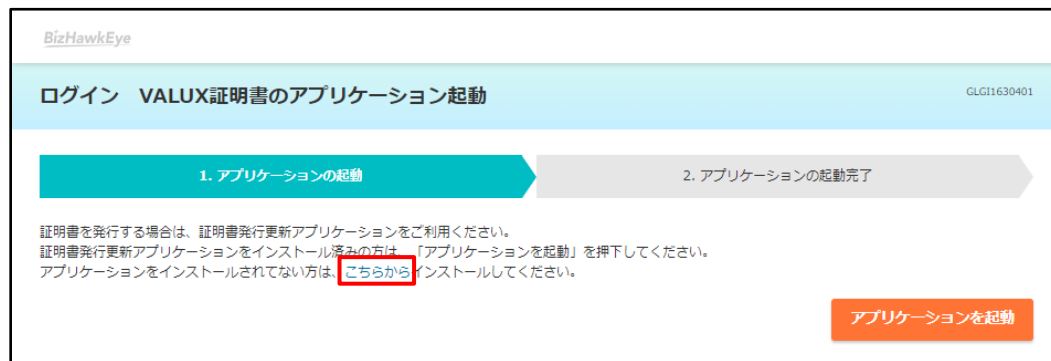 BizHawkEye
ログイン　VALUX証明書のアプリケーション起動
GLGI1630401
1. アプリケーションの起動
2. アプリケーションの起動完了
証明書を発行する場合は、証明書発行更新アプリケーションをご利用ください。
証明書発行更新アプリケーションをインストール済みの方は、「アプリケーションを起動」を押下してください。
アプリケーションをインストールされてない方は、こちらからインストールしてください。
アプリケーションを起動